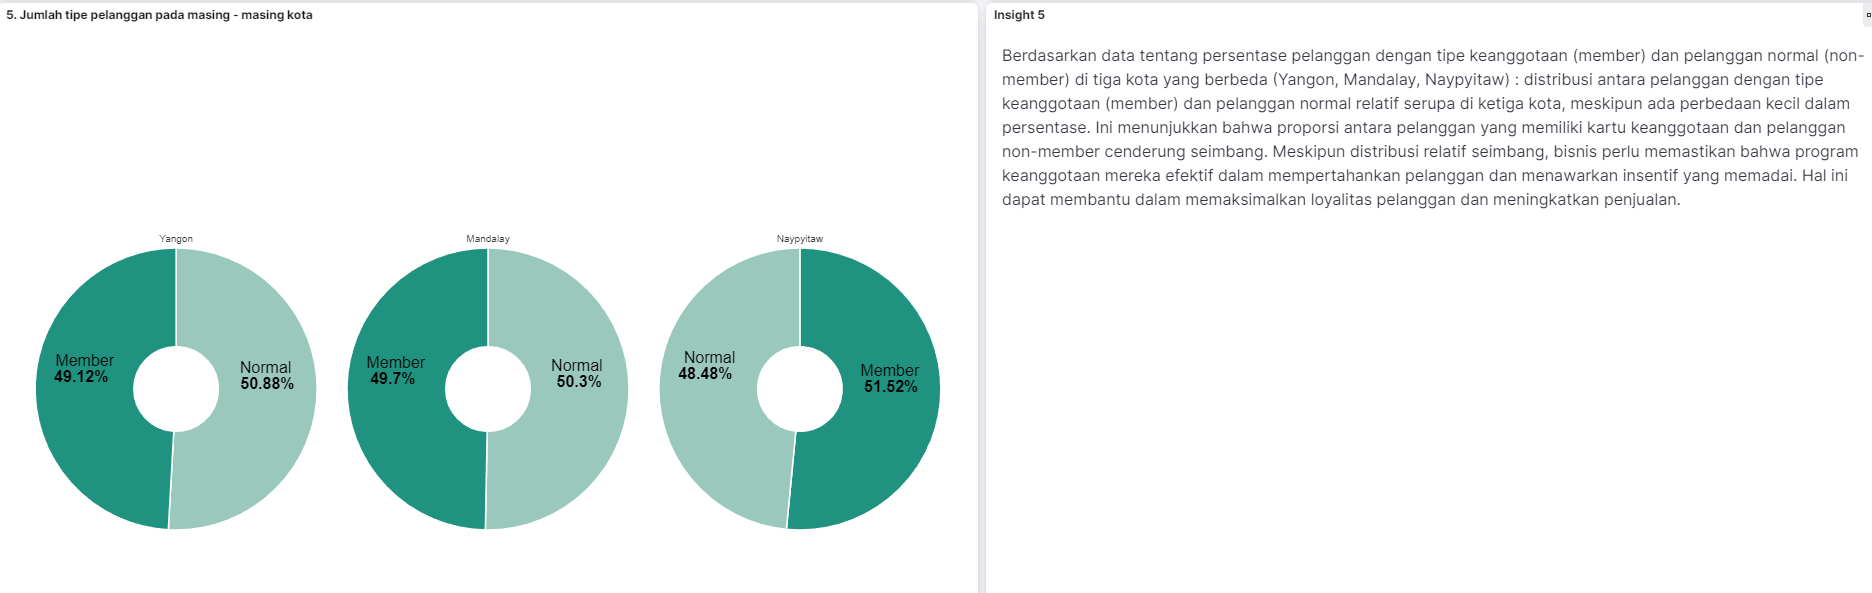 5. Jumlah tipe pelanggan pada masing - masing kota
Yangon
Member
49.12%
Normal
50.88%
Mandalay
Member
49.7%
Normal
50.3%
Naypyitaw
Normal
48.48%
Member
51.52%
Insight 5
Berdasarkan data tentang persentase pelanggan dengan tipe keanggotaan (member) dan pelanggan normal (non-
member) di tiga kota yang berbeda (Yangon, Mandalay, Naypyitaw) : distribusi antara pelanggan dengan tipe
keanggotaan (member) dan pelanggan normal relatif serupa di ketiga kota, meskipun ada perbedaan kecil dalam
persentase. Ini menunjukkan bahwa proporsi antara pelanggan yang memiliki kartu keanggotaan dan pelanggan
non-member cenderung seimbang. Meskipun distribusi relatif seimbang, bisnis perlu memastikan bahwa program
keanggotaan mereka efektif dalam mempertahankan pelanggan dan menawarkan insentif yang memadai. Hal ini
dapat membantu dalam memaksimalkan loyalitas pelanggan dan meningkatkan penjualan.